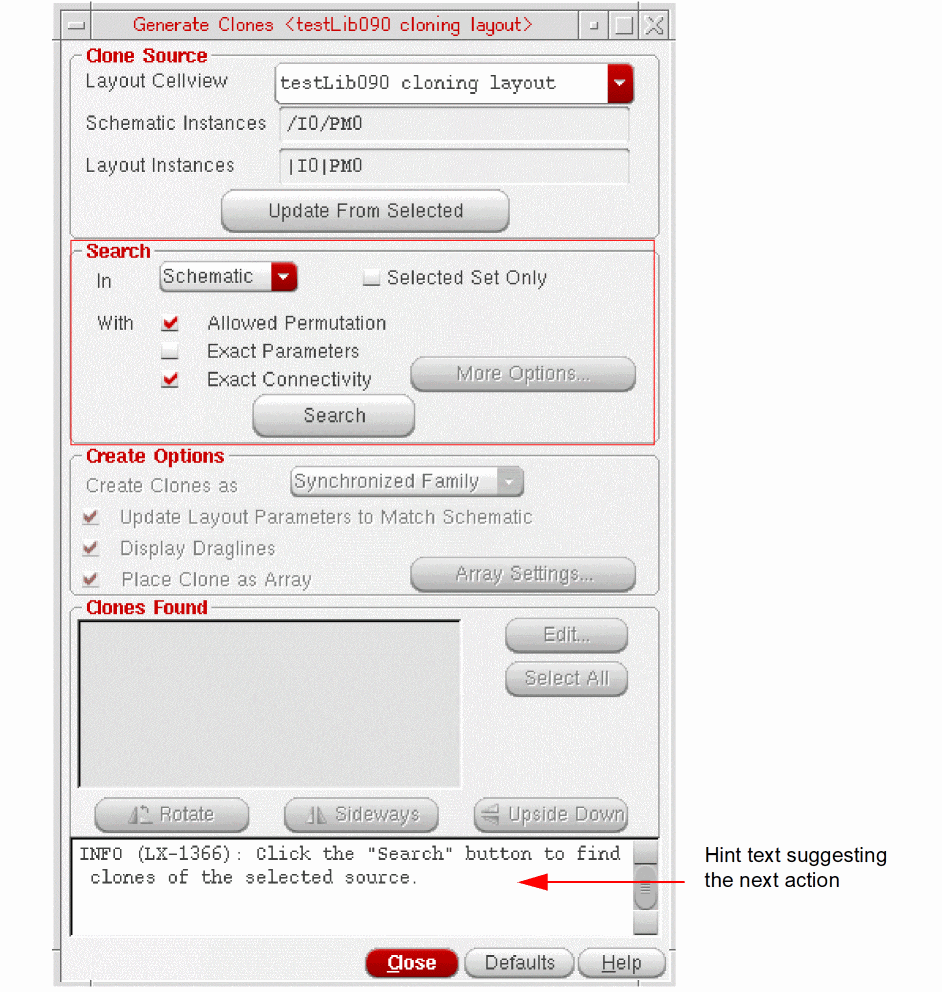 Generate Clones <testLib090 cloning layout>
Clone Source
Layout Cellview testLib090 cloning layout
Schematic Instances /I0/PM0
Layout Instances |I0|PM0
Update From Selected
Search
In Schematic Selected Set Only
With Allowed Permutation
Exact Parameters
Exact Connectivity More Options...
Search
Create Options
Create Clones as Synchronized Family
Update Layout Parameters to Match Schematic
Display Draglines
Place Clone as Array Array Settings...
Clones Found
Edit...
Select All
Rotate Sideways Upside Down
INFO (LX-1366): Click the "Search" button to find
clones of the selected source.
Hint text suggesting
the next action
Close Defaults Help